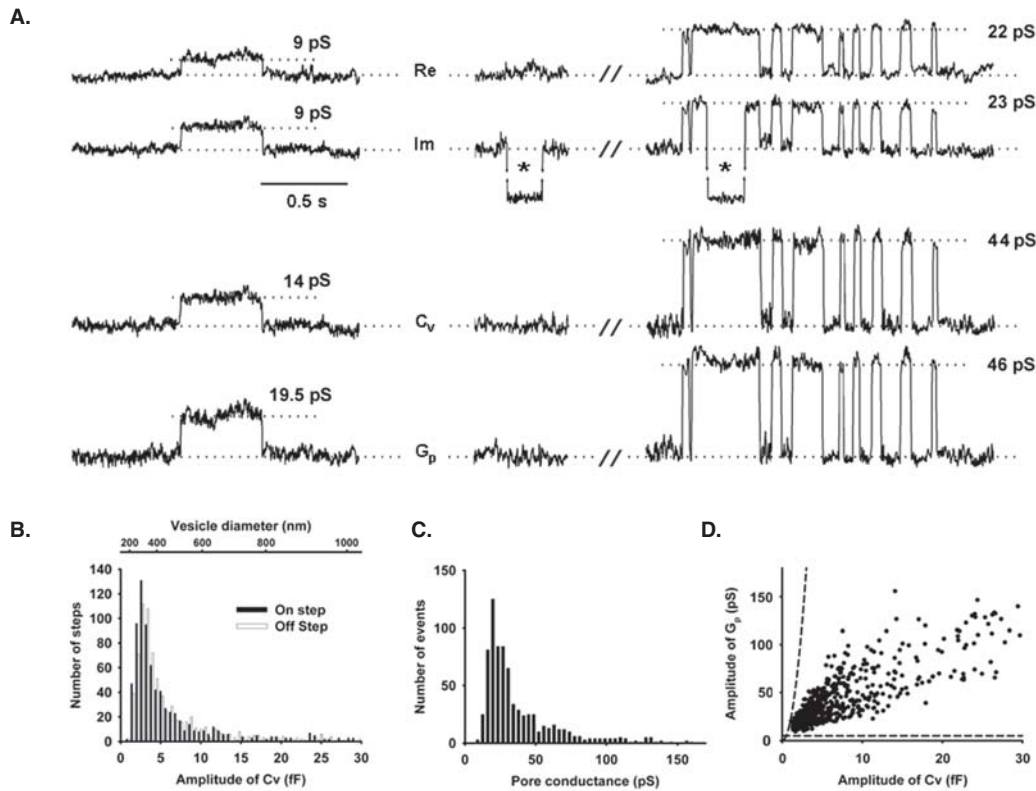 A.
9 pS
Re
//
22 pS
9 pS
Im
*
//
*
23 pS
0.5 s
14 pS
Cv
//
44 pS
19.5 pS
Gp
//
46 pS
B.
Vesicle diameter (nm)
200 400 600 800 1000
Number of steps
140
120
100
80
60
40
20
0
On step
Off Step
0 5 10 15 20 25 30
Amplitude of Cv (fF)
C.
Number of events
150
100
50
0
0 50 100 150
Pore conductance (pS)
D.
Amplitude of Gp (pS)
150
100
50
0
0 10 20 30
Amplitude of Cv (fF)